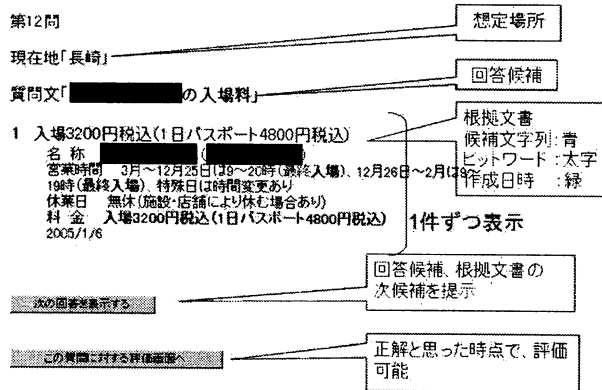 第12問
想定場所
現在地「長崎」
回答候補
質問文「 の入場料」
1 入場3200円税込(1日パスポート4800円税込)
名 称 ( )
営業時間 3月～12月25日は9～20時(最終入場)、12月26日～2月は9～
19時(最終入場)、特殊日は時間変更あり
休業日 無休(施設・店舗により休む場合あり)
料 金 入場3200円税込(1日パスポート4800円税込)
2005/1/6
根拠文書
候補文字列:青
ヒットワード:太字
作成日時:緑
1件ずつ表示
回答候補、根拠文書の
次候補を提示
次の回答を表示する
正解と思った時点で、評価
可能
この質問に対する評価画面へ